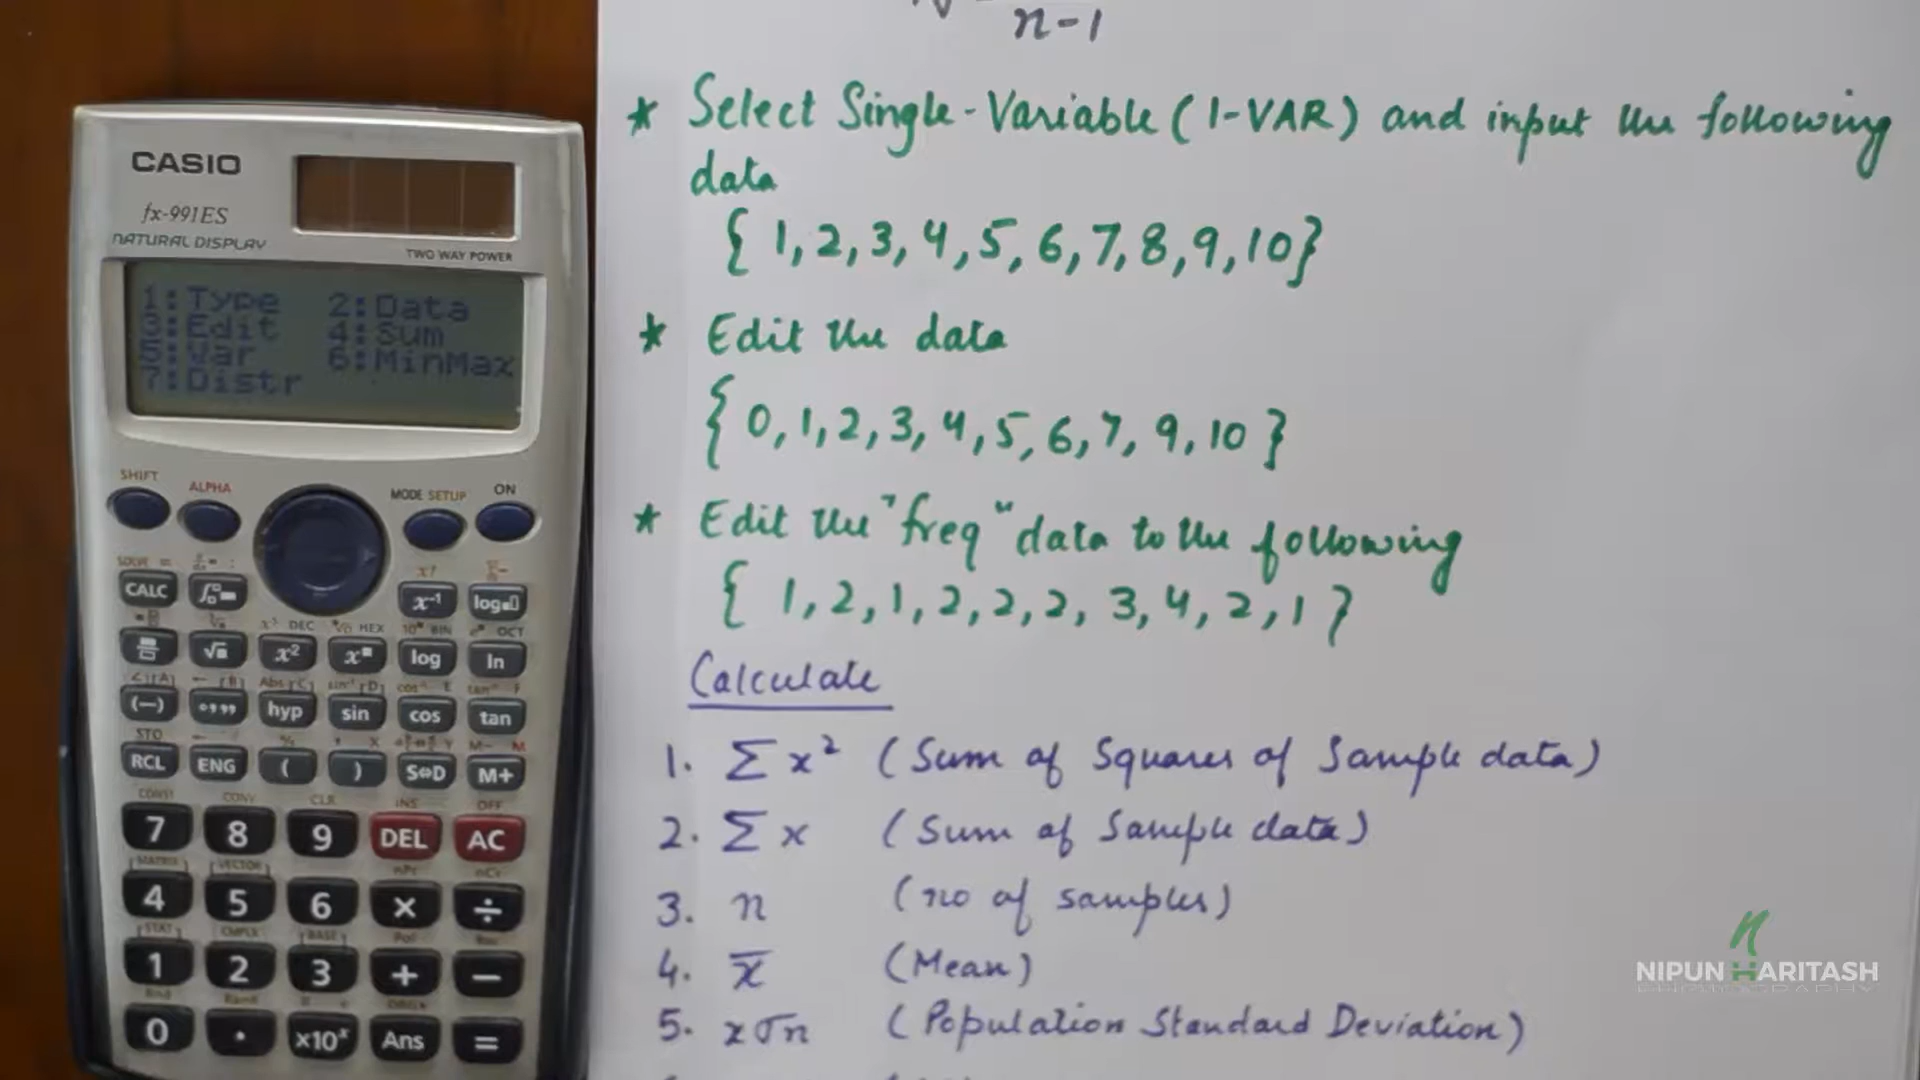 n-1
* Select Single-Variable (1-VAR) and input the following
data
{ 1, 2, 3, 4, 5, 6, 7, 8, 9, 10}
* Edit the data
{ 0, 1, 2, 3, 4, 5, 6, 7, 9, 10 }
* Edit the "freq" data to the following
{ 1, 2, 1, 2, 2, 2, 3, 4, 2, 1 }
Calculate
1. Σ x² (Sum of Squares of Sample data)
2. Σ x (Sum of Sample data)
3. n (no of samples)
4. x̄ (Mean)
5. xσn (Population Standard Deviation)
CASIO
fx-991ES
NATURAL DISPLAY
TWO WAY POWER
1:Type 2:Data
3:Edit 4:Sum
5:Var 6:MinMax
7:Distr
SHIFT ALPHA MODE SETUP ON
CALC x⁻¹ log
√ x² x log ln
(−) hyp sin cos tan
STO
RCL ENG ( ) S⇔D M+
7 8 9 DEL AC
4 5 6 × ÷
1 2 3 + −
0 . ×10ˣ Ans =
NIPUN HARITASH
PHOTOGRAPHY